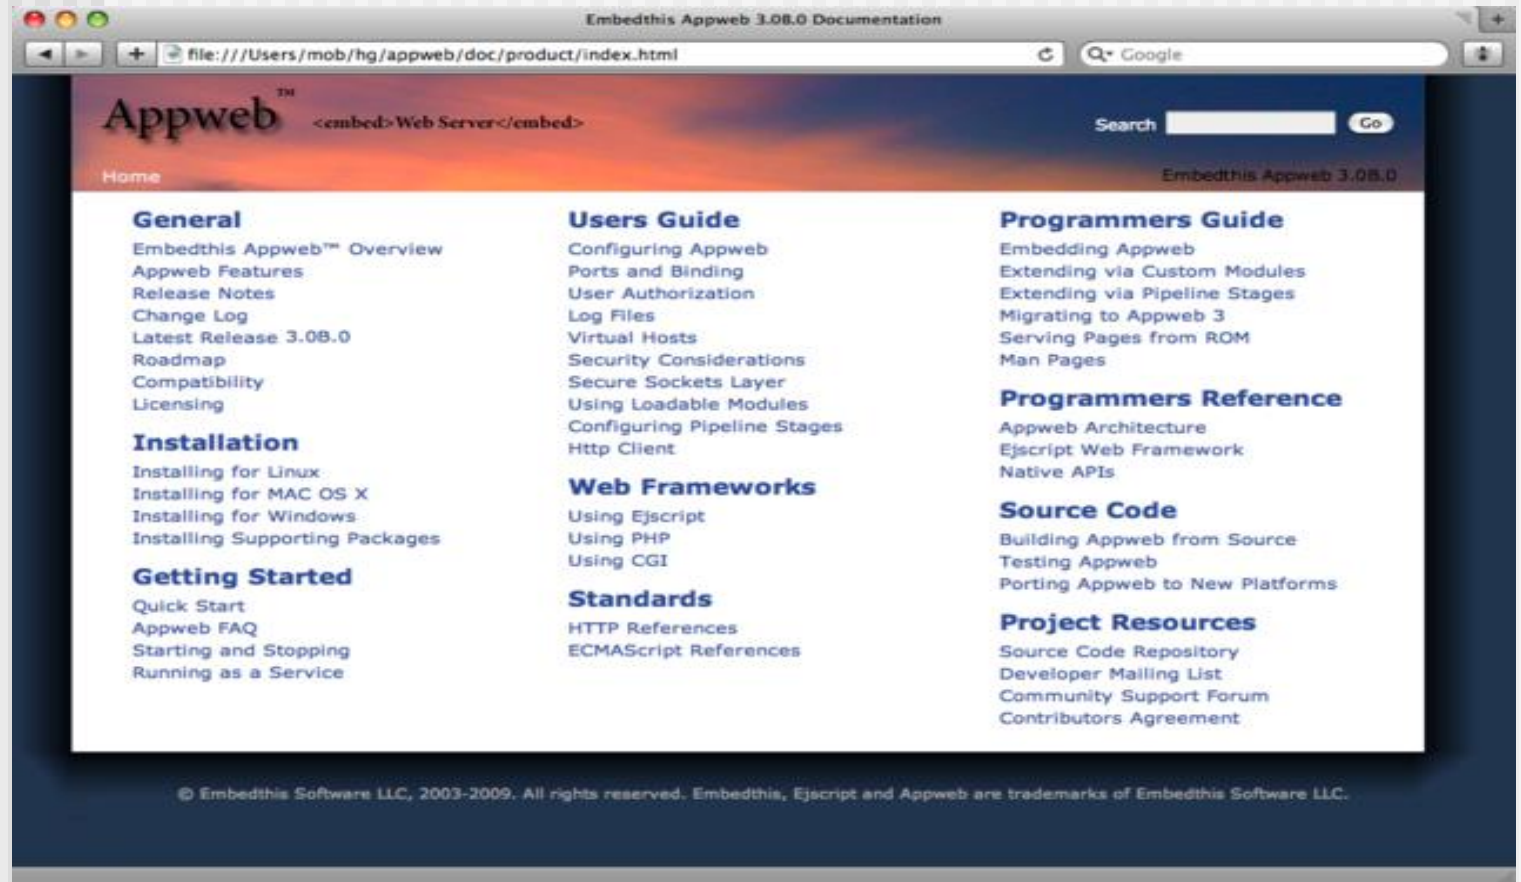 Embedthis Appweb 3.0B.0 Documentation
file:///Users/mob/hg/appweb/doc/product/index.html
Google
Appweb™ <embed>Web Server</embed>
Search Go
Home
Embedthis Appweb 3.0B.0
General
Embedthis Appweb™ Overview
Appweb Features
Release Notes
Change Log
Latest Release 3.0B.0
Roadmap
Compatibility
Licensing
Installation
Installing for Linux
Installing for MAC OS X
Installing for Windows
Installing Supporting Packages
Getting Started
Quick Start
Appweb FAQ
Starting and Stopping
Running as a Service
Users Guide
Configuring Appweb
Ports and Binding
User Authorization
Log Files
Virtual Hosts
Security Considerations
Secure Sockets Layer
Using Loadable Modules
Configuring Pipeline Stages
Http Client
Web Frameworks
Using Ejscript
Using PHP
Using CGI
Standards
HTTP References
ECMAScript References
Programmers Guide
Embedding Appweb
Extending via Custom Modules
Extending via Pipeline Stages
Migrating to Appweb 3
Serving Pages from ROM
Man Pages
Programmers Reference
Appweb Architecture
Ejscript Web Framework
Native APIs
Source Code
Building Appweb from Source
Testing Appweb
Porting Appweb to New Platforms
Project Resources
Source Code Repository
Developer Mailing List
Community Support Forum
Contributors Agreement
© Embedthis Software LLC, 2003-2009. All rights reserved. Embedthis, Ejscript and Appweb are trademarks of Embedthis Software LLC.